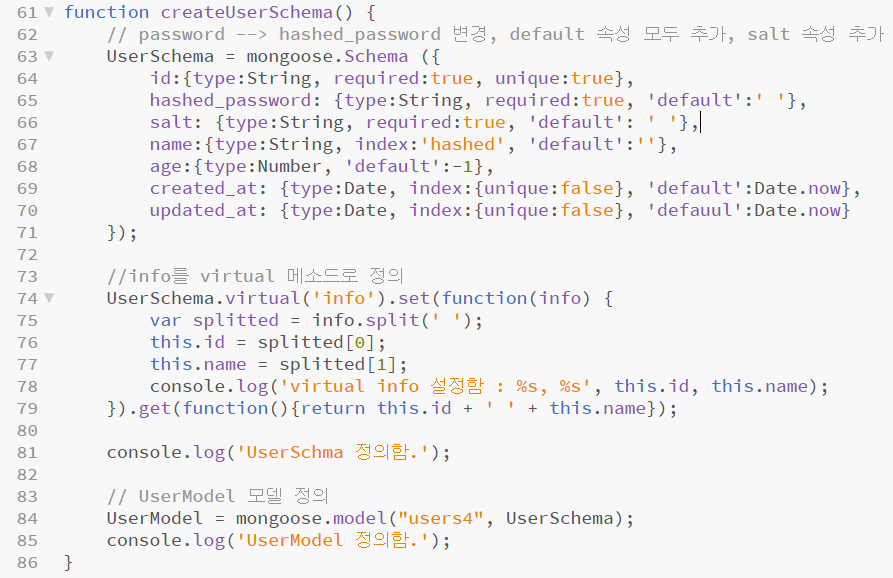 61 function createUserSchema() {
62 // password --> hashed_password 변경, default 속성 모두 추가, salt 속성 추가
63 UserSchema = mongoose.Schema ({
64 id:{type:String, required:true, unique:true},
65 hashed_password: {type:String, required:true, 'default':' '},
66 salt: {type:String, required:true, 'default': ' '},
67 name:{type:String, index:'hashed', 'default':''},
68 age:{type:Number, 'default':-1},
69 created_at: {type:Date, index:{unique:false}, 'default':Date.now},
70 updated_at: {type:Date, index:{unique:false}, 'defauul':Date.now}
71 });
72
73 //info를 virtual 메소드로 정의
74 UserSchema.virtual('info').set(function(info) {
75 var splitted = info.split(' ');
76 this.id = splitted[0];
77 this.name = splitted[1];
78 console.log('virtual info 설정함 : %s, %s', this.id, this.name);
79 }).get(function(){return this.id + ' ' + this.name});
80
81 console.log('UserSchma 정의함.');
82
83 // UserModel 모델 정의
84 UserModel = mongoose.model("users4", UserSchema);
85 console.log('UserModel 정의함.');
86 }